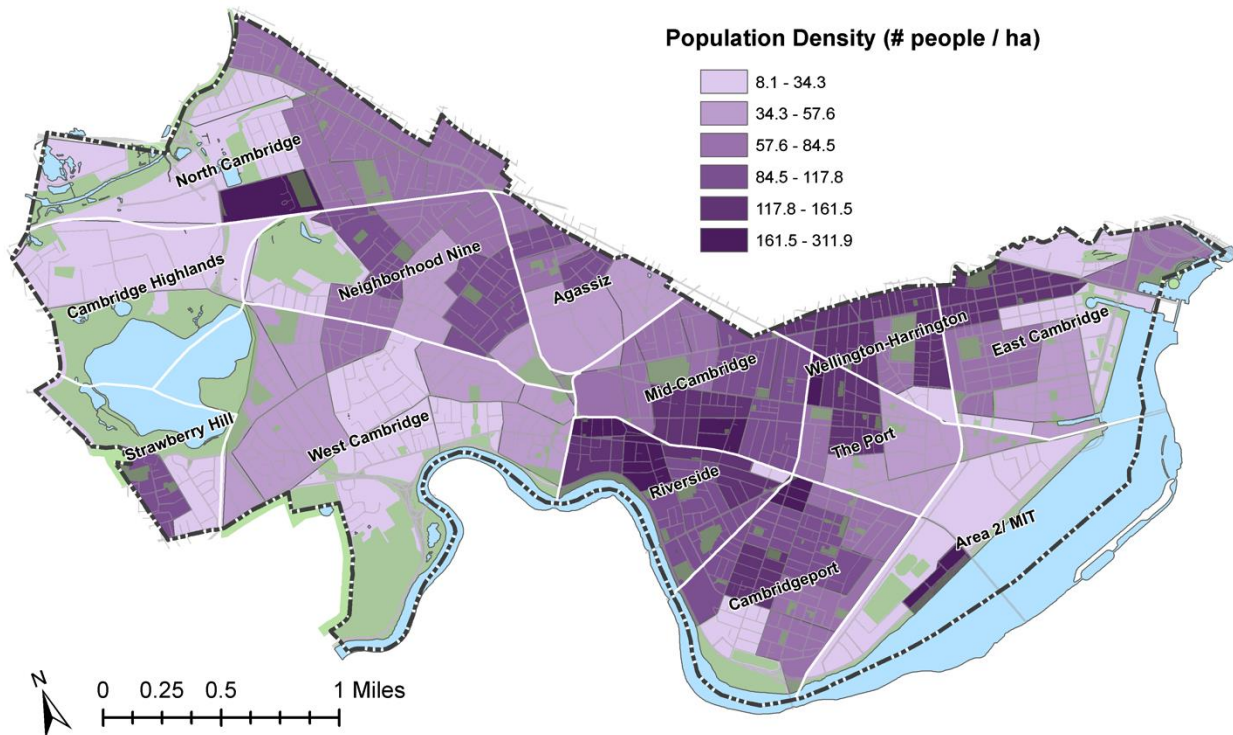 Population Density (# people / ha)
8.1 - 34.3
34.3 - 57.6
57.6 - 84.5
84.5 - 117.8
117.8 - 161.5
161.5 - 311.9
North Cambridge
Cambridge Highlands
Neighborhood Nine
Agassiz
Strawberry Hill
West Cambridge
Mid-Cambridge
Wellington-Harrington
East Cambridge
The Port
Riverside
Cambridgeport
Area 2/ MIT
N
0 0.25 0.5 1 Miles